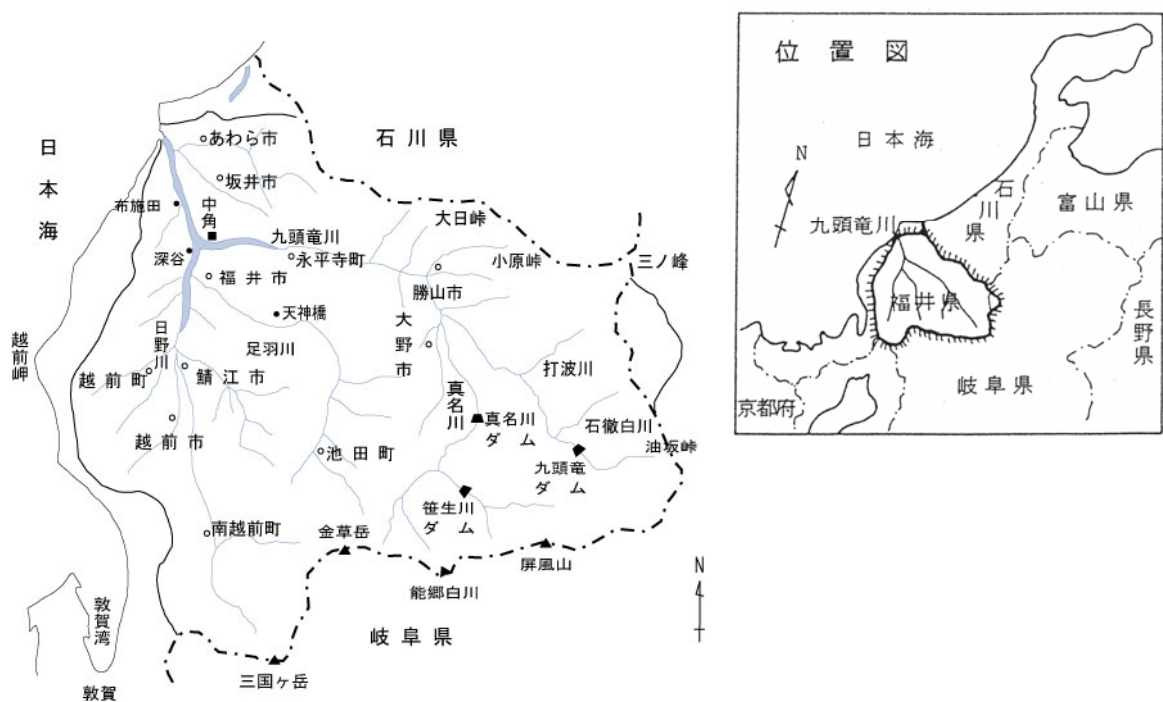 日本海
石川県
あわら市
坂井市
布施田
中角
深谷
九頭竜川
永平寺町
福井市
天神橋
大日峠
小原峠
三ノ峰
勝山市
大野市
足羽川
日野川
越前岬
越前町
鯖江市
越前市
打波川
真名川
真名川
ダム
石徹白川
油坂峠
九頭竜
ダム
池田町
笹生川
ダム
南越前町
金草岳
屏風山
能郷白川
岐阜県
N
敦賀湾
三国ヶ岳
敦賀
位置図
日本海
N
石川県
富山県
九頭竜川
福井県
長野県
岐阜県
京都府